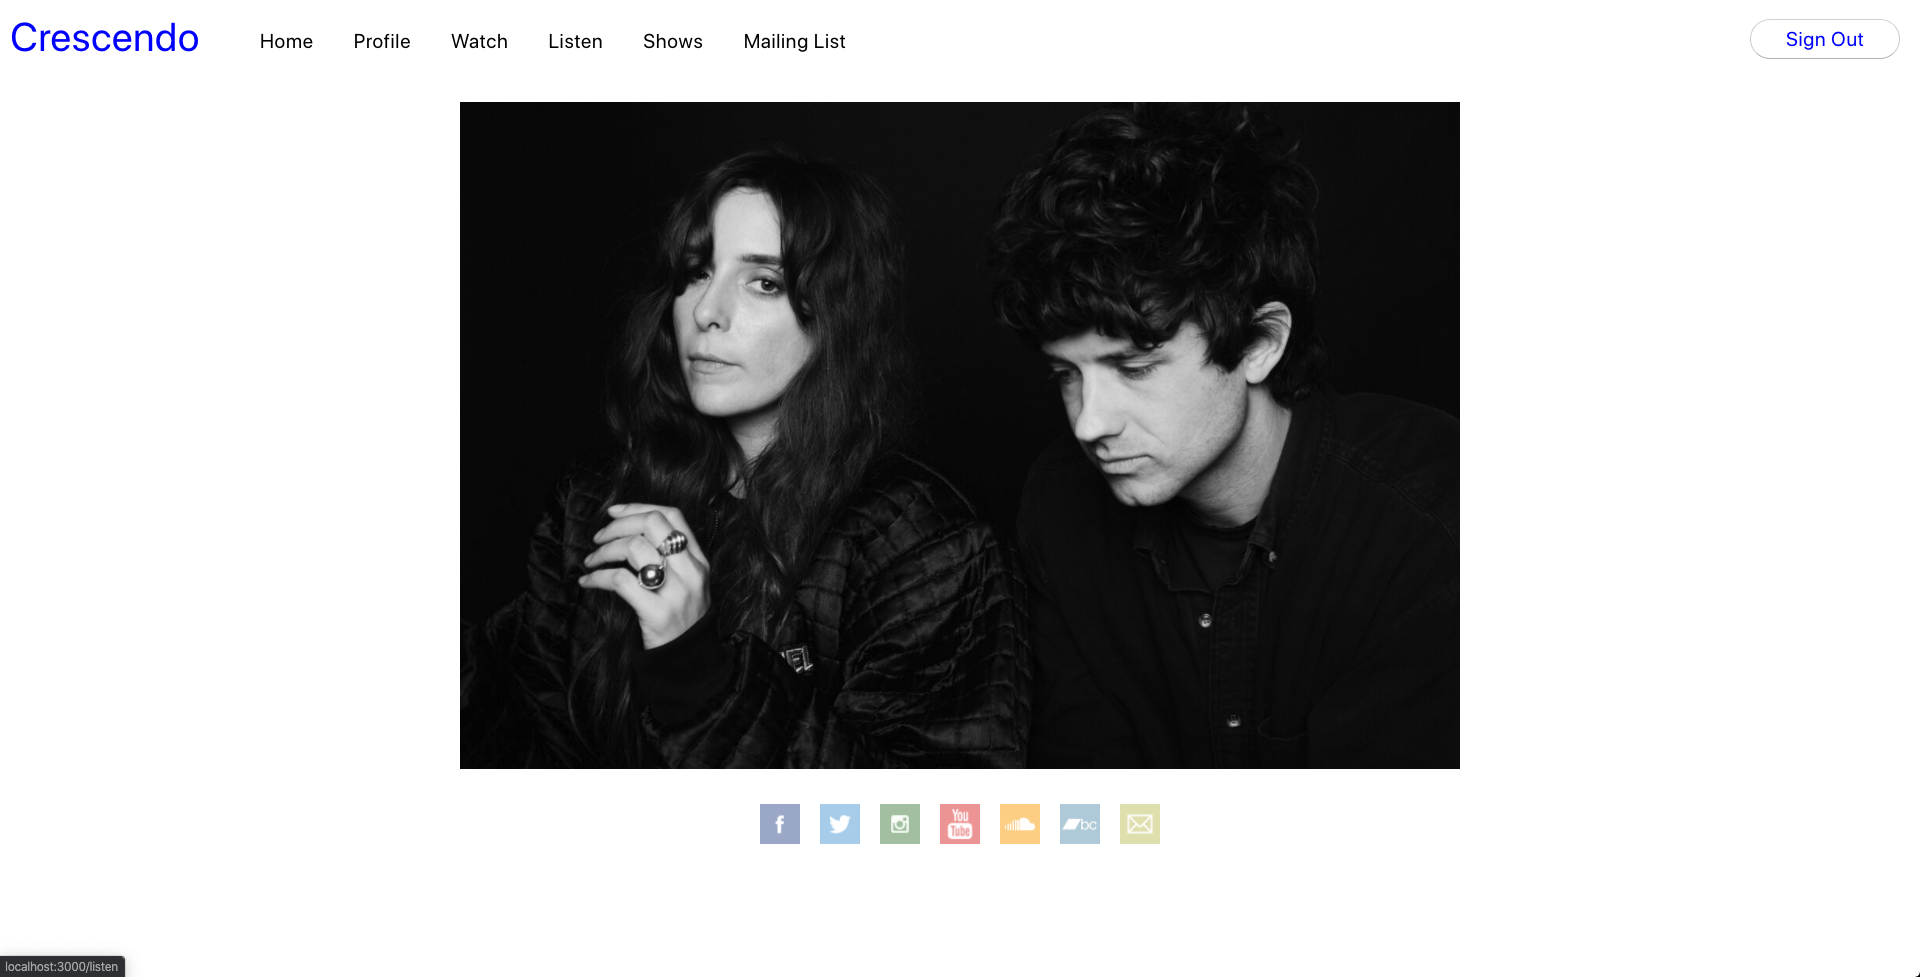 Crescendo
Home
Profile
Watch
Listen
Shows
Mailing List
Sign Out
f
You
Tube
bc
localhost:3000/listen